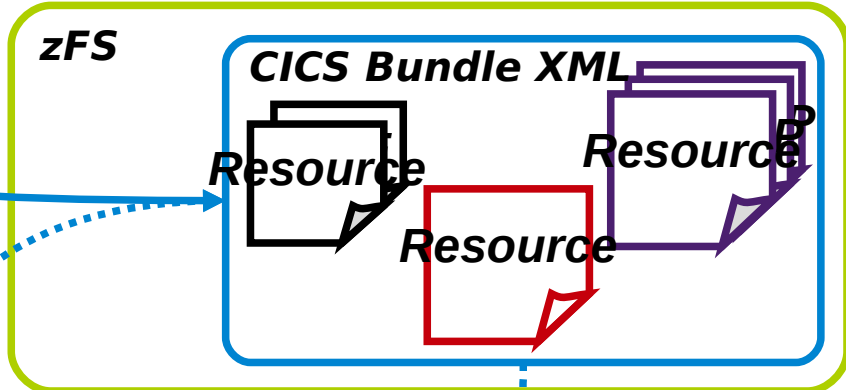 zFS
CICS Bundle XML
Resource
Resource
Resource
P
P